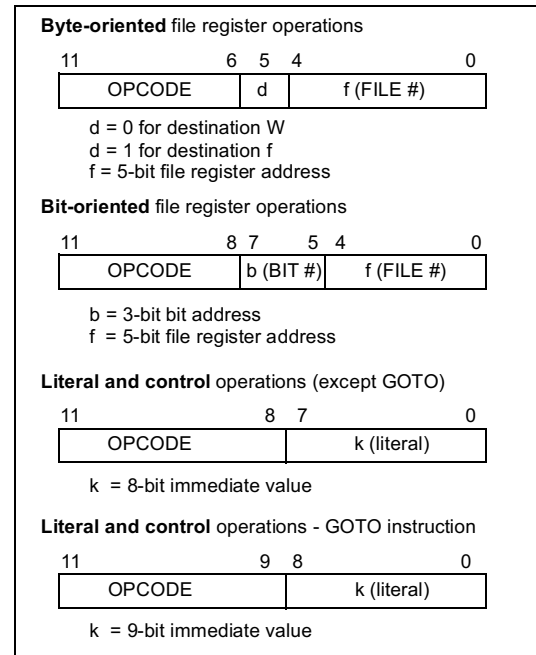 Byte-oriented file register operations
11 6 5 4 0
OPCODE d f (FILE #)
d = 0 for destination W
d = 1 for destination f
f = 5-bit file register address
Bit-oriented file register operations
11 8 7 5 4 0
OPCODE b (BIT #) f (FILE #)
b = 3-bit bit address
f = 5-bit file register address
Literal and control operations (except GOTO)
11 8 7 0
OPCODE k (literal)
k = 8-bit immediate value
Literal and control operations - GOTO instruction
11 9 8 0
OPCODE k (literal)
k = 9-bit immediate value